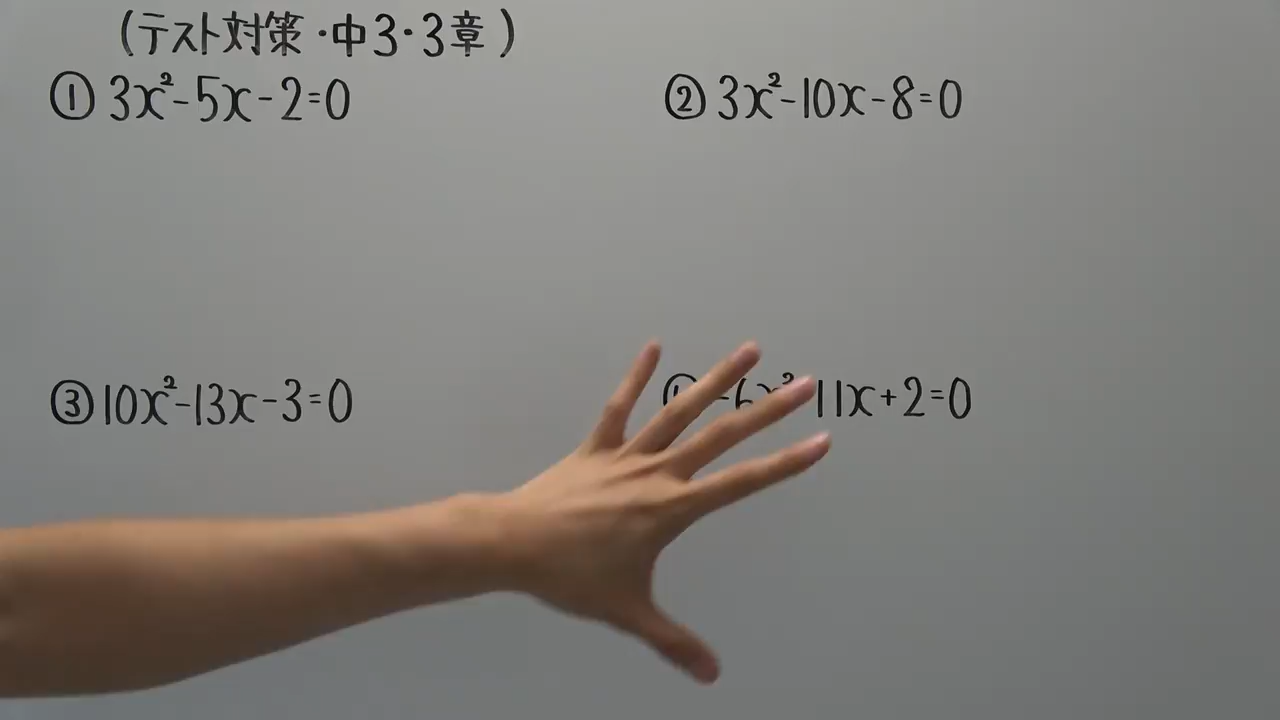 (テスト対策・中3・3章)
① 3x²-5x-2=0
② 3x²-10x-8=0
③ 10x²-13x-3=0
11x+2=0